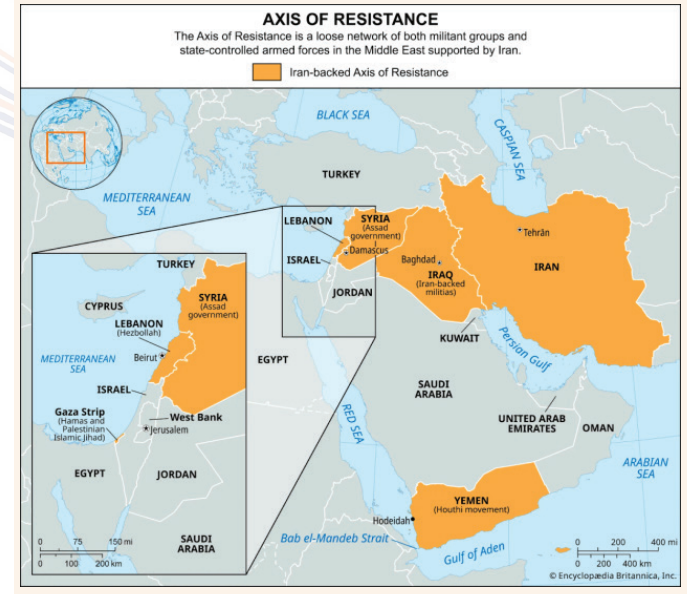 AXIS OF RESISTANCE
The Axis of Resistance is a loose network of both militant groups and
state-controlled armed forces in the Middle East supported by Iran.
Iran-backed Axis of Resistance
BLACK SEA
CASPIAN SEA
TURKEY
MEDITERRANEAN
SEA
LEBANON
SYRIA
(Assad
government)
Damascus
ISRAEL
JORDAN
Baghdad
IRAQ
(Iran-backed
militias)
Tehrān
IRAN
KUWAIT
Persian Gulf
EGYPT
SAUDI
ARABIA
RED SEA
UNITED ARAB
EMIRATES
OMAN
ARABIAN
SEA
YEMEN
(Houthi movement)
Hodeidah
Bab el-Mandeb Strait
Gulf of Aden
TURKEY
CYPRUS
SYRIA
(Assad
government)
LEBANON
(Hezbollah)
MEDITERRANEAN
SEA
Beirut
ISRAEL
Gaza Strip
(Hamas and
Palestinian
Islamic Jihad)
West Bank
Jerusalem
EGYPT
JORDAN
SAUDI
ARABIA
0 75 150 mi
0 100 200 km
0 200 400 mi
0 200 400 km
© Encyclopædia Britannica, Inc.